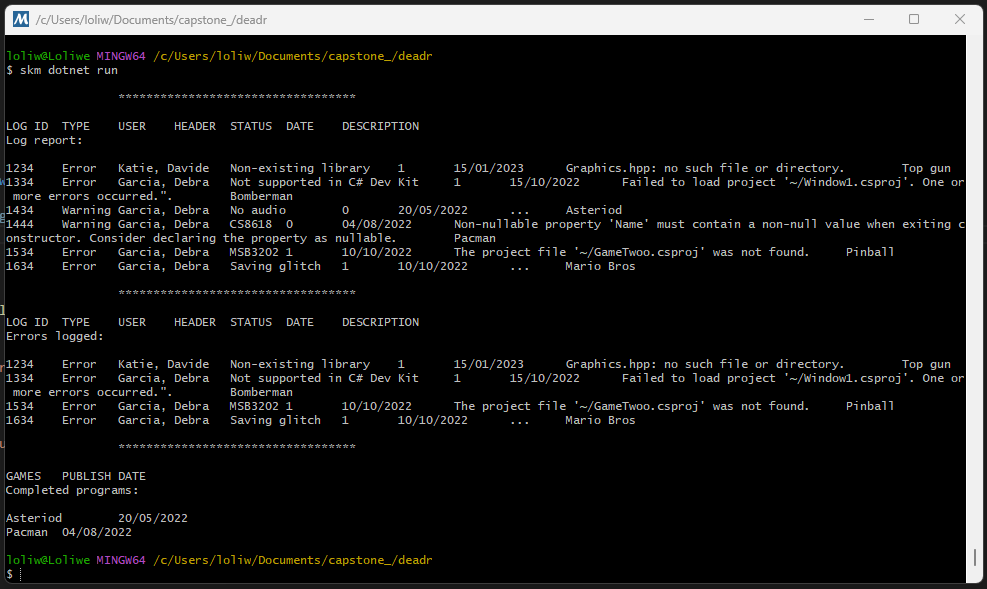 /c/Users/loliw/Documents/capstone_/deadr
loliw@Loliwe MINGW64 /c/Users/loliw/Documents/capstone_/deadr
$ skm dotnet run
**********************************
LOG ID TYPE USER HEADER STATUS DATE DESCRIPTION
Log report:
1234 Error Katie, Davide Non-existing library 1 15/01/2023 Graphics.hpp: no such file or directory. Top gun
1334 Error Garcia, Debra Not supported in C# Dev Kit 1 15/10/2022 Failed to load project '~/Window1.csproj'. One or
more errors occurred.". Bomberman
1434 Warning Garcia, Debra No audio 0 20/05/2022 ... Asteriod
1444 Warning Garcia, Debra CS8618 0 04/08/2022 Non-nullable property 'Name' must contain a non-null value when exiting c
onstructor. Consider declaring the property as nullable. Pacman
1534 Error Garcia, Debra MSB3202 1 10/10/2022 The project file '~/GameTwoo.csproj' was not found. Pinball
1634 Error Garcia, Debra Saving glitch 1 10/10/2022 ... Mario Bros
**********************************
LOG ID TYPE USER HEADER STATUS DATE DESCRIPTION
Errors logged:
1234 Error Katie, Davide Non-existing library 1 15/01/2023 Graphics.hpp: no such file or directory. Top gun
1334 Error Garcia, Debra Not supported in C# Dev Kit 1 15/10/2022 Failed to load project '~/Window1.csproj'. One or
more errors occurred.". Bomberman
1534 Error Garcia, Debra MSB3202 1 10/10/2022 The project file '~/GameTwoo.csproj' was not found. Pinball
1634 Error Garcia, Debra Saving glitch 1 10/10/2022 ... Mario Bros
**********************************
GAMES PUBLISH DATE
Completed programs:
Asteriod 20/05/2022
Pacman 04/08/2022
loliw@Loliwe MINGW64 /c/Users/loliw/Documents/capstone_/deadr
$